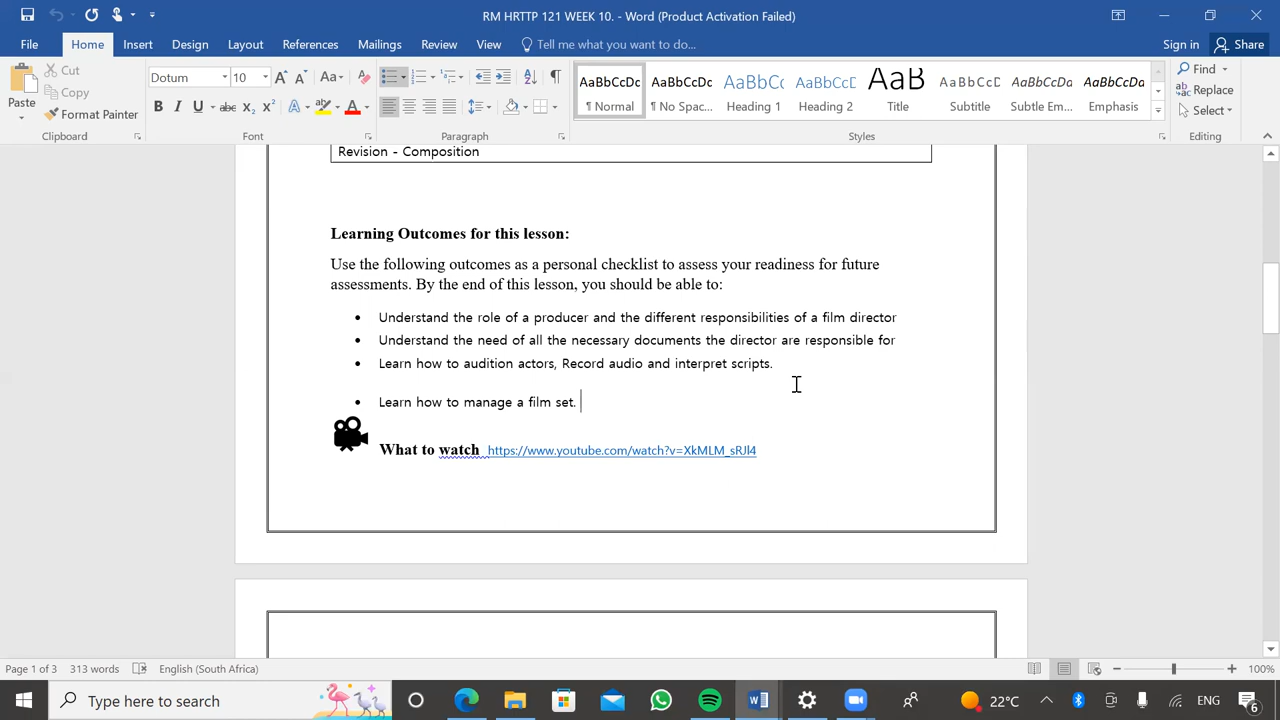 RM HRTTP 121 WEEK 10. - Word (Product Activation Failed)
File Home Insert Design Layout References Mailings Review View Tell me what you want to do... Sign in Share
Cut
Copy
Format Painter
Paste
Clipboard
Datum 10
Font
Paragraph
AaBbCcDc AaBbCcDc AaBbCc AaBbCcC AaB AaBbCcD AaBbCcDc AaBbCcDc
¶ Normal ¶ No Spac... Heading 1 Heading 2 Title Subtitle Subtle Em... Emphasis
Styles
Find
Replace
Select
Editing
Revision - Composition
Learning Outcomes for this lesson:
Use the following outcomes as a personal checklist to assess your readiness for future
assessments. By the end of this lesson, you should be able to:
• Understand the role of a producer and the different responsibilities of a film director
• Understand the need of all the necessary documents the director are responsible for
• Learn how to audition actors, Record audio and interpret scripts.
• Learn how to manage a film set.
What to watch https://www.youtube.com/watch?v=XkMLM_sRJl4
Page 1 of 3 313 words English (South Africa) 100%
Type here to search
22°C ENG 6